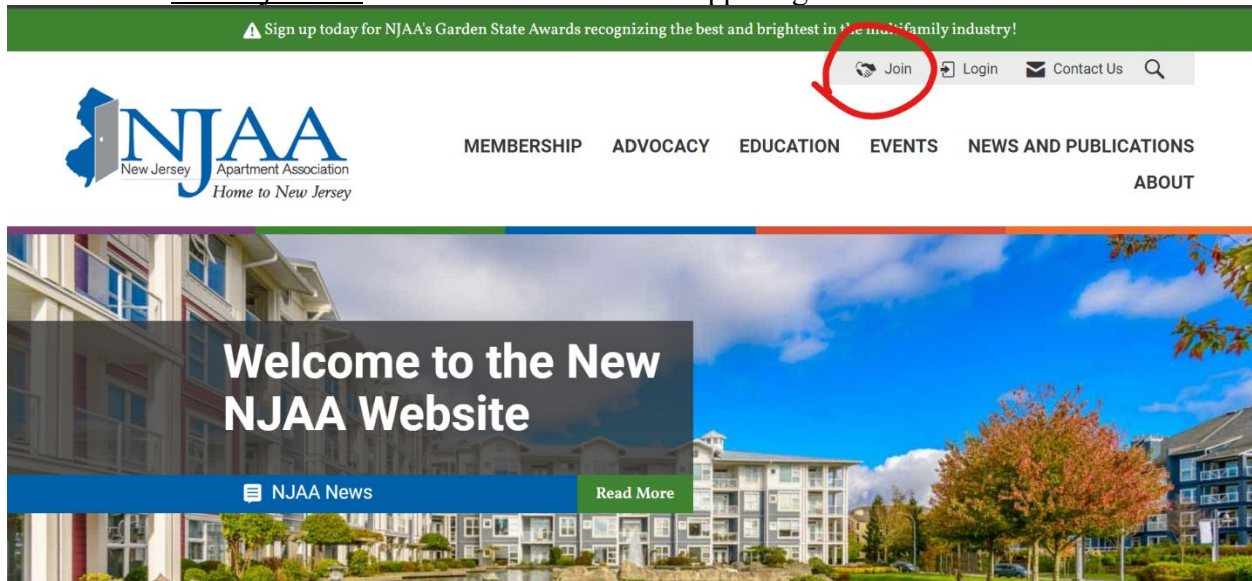 Sign up today for NJAA's Garden State Awards recognizing the best and brightest in the multifamily industry!
Join Login Contact Us
NJAA
New Jersey Apartment Association
Home to New Jersey
MEMBERSHIP ADVOCACY EDUCATION EVENTS NEWS AND PUBLICATIONS
ABOUT
Welcome to the New
NJAA Website
NJAA News Read More